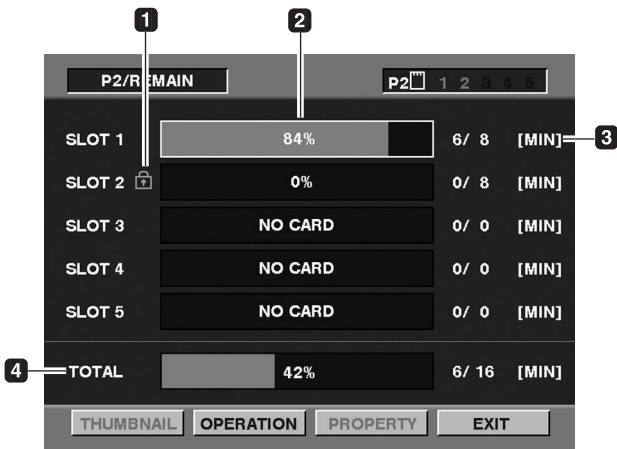 1 2
P2/REMAIN P2 1 2 3 4 5
SLOT 1 84% 6/ 8 [MIN] 3
SLOT 2 0% 0/ 8 [MIN]
SLOT 3 NO CARD 0/ 0 [MIN]
SLOT 4 NO CARD 0/ 0 [MIN]
SLOT 5 NO CARD 0/ 0 [MIN]
4 TOTAL 42% 6/ 16 [MIN]
THUMBNAIL OPERATION PROPERTY EXIT